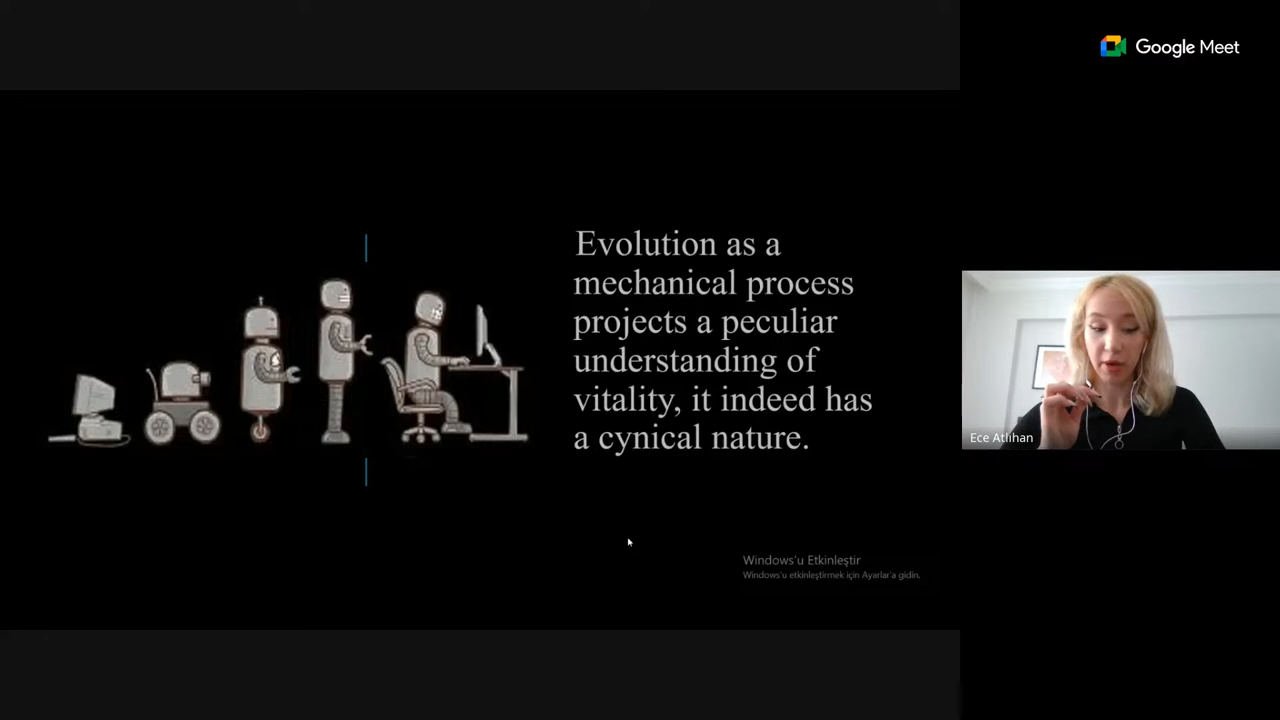 Google Meet
Evolution as a
mechanical process
projects a peculiar
understanding of
vitality, it indeed has
a cynical nature.
Ece Atlıhan
Windows'u Etkinleştir
Windows'u etkinleştirmek için Ayarlar'a gidin.